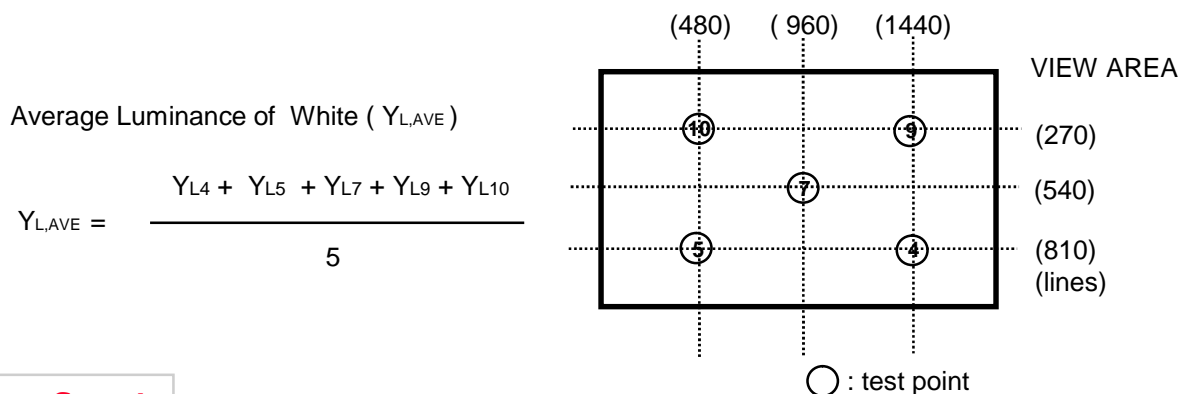 (480) ( 960) (1440)
VIEW AREA
Average Luminance of White ( YL,AVE )
10 9 (270)
YL4 + YL5 + YL7 + YL9 + YL10
7 (540)
YL,AVE =
5
5 4 (810)
(lines)
: test point